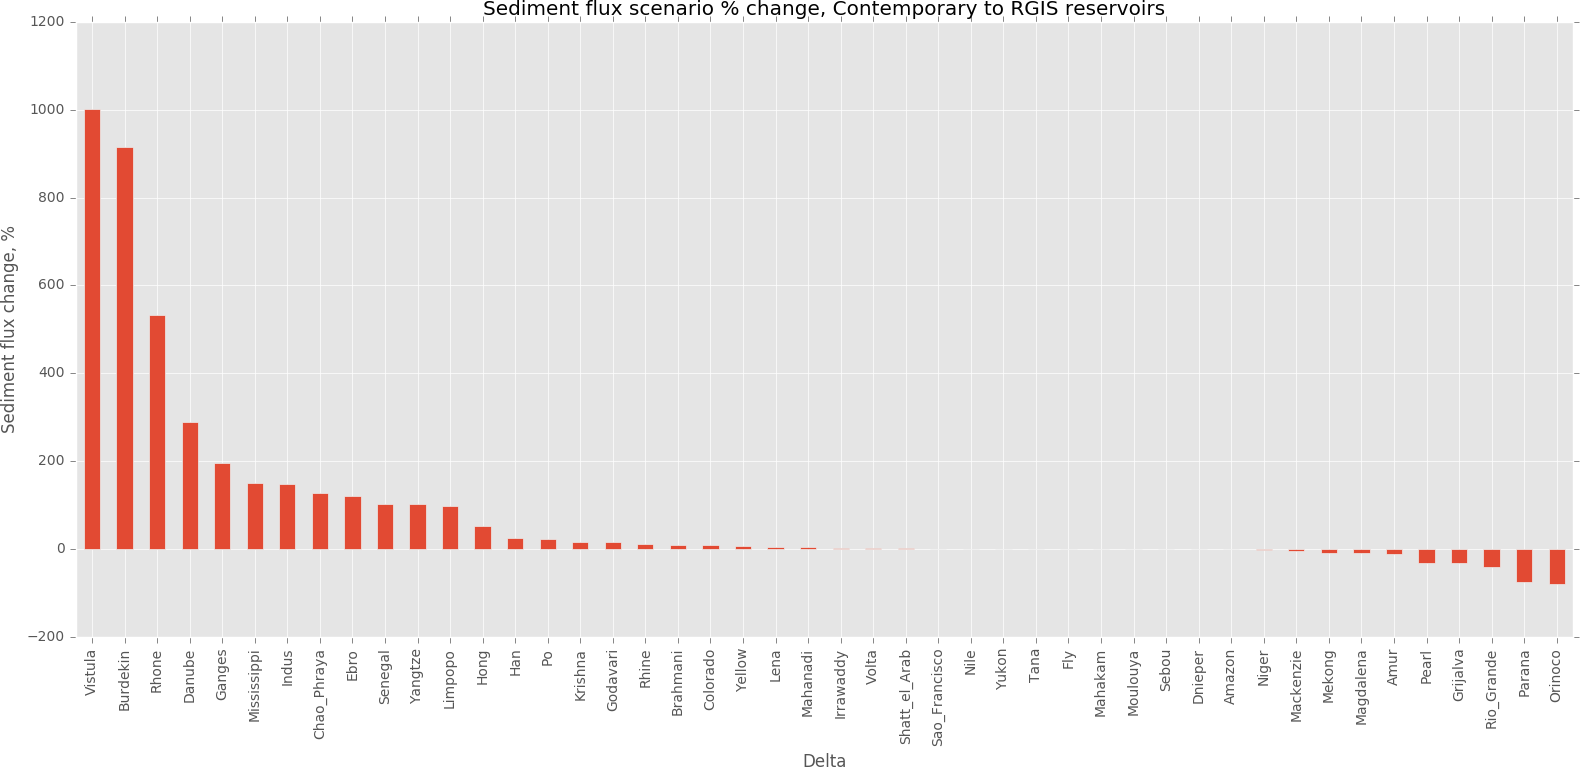 Sediment flux scenario % change, Contemporary to RGIS reservoirs
Sediment flux change, %
1200
1000
800
600
400
200
0
−200
Vistula
Burdekin
Rhone
Danube
Ganges
Mississippi
Indus
Chao_Phraya
Ebro
Senegal
Yangtze
Limpopo
Hong
Han
Po
Krishna
Godavari
Rhine
Brahmani
Colorado
Yellow
Lena
Mahanadi
Irrawaddy
Volta
Shatt_el_Arab
Sao_Francisco
Nile
Yukon
Tana
Fly
Mahakam
Moulouya
Sebou
Dnieper
Amazon
Niger
Mackenzie
Mekong
Magdalena
Amur
Pearl
Grijalva
Rio_Grande
Parana
Orinoco
Delta